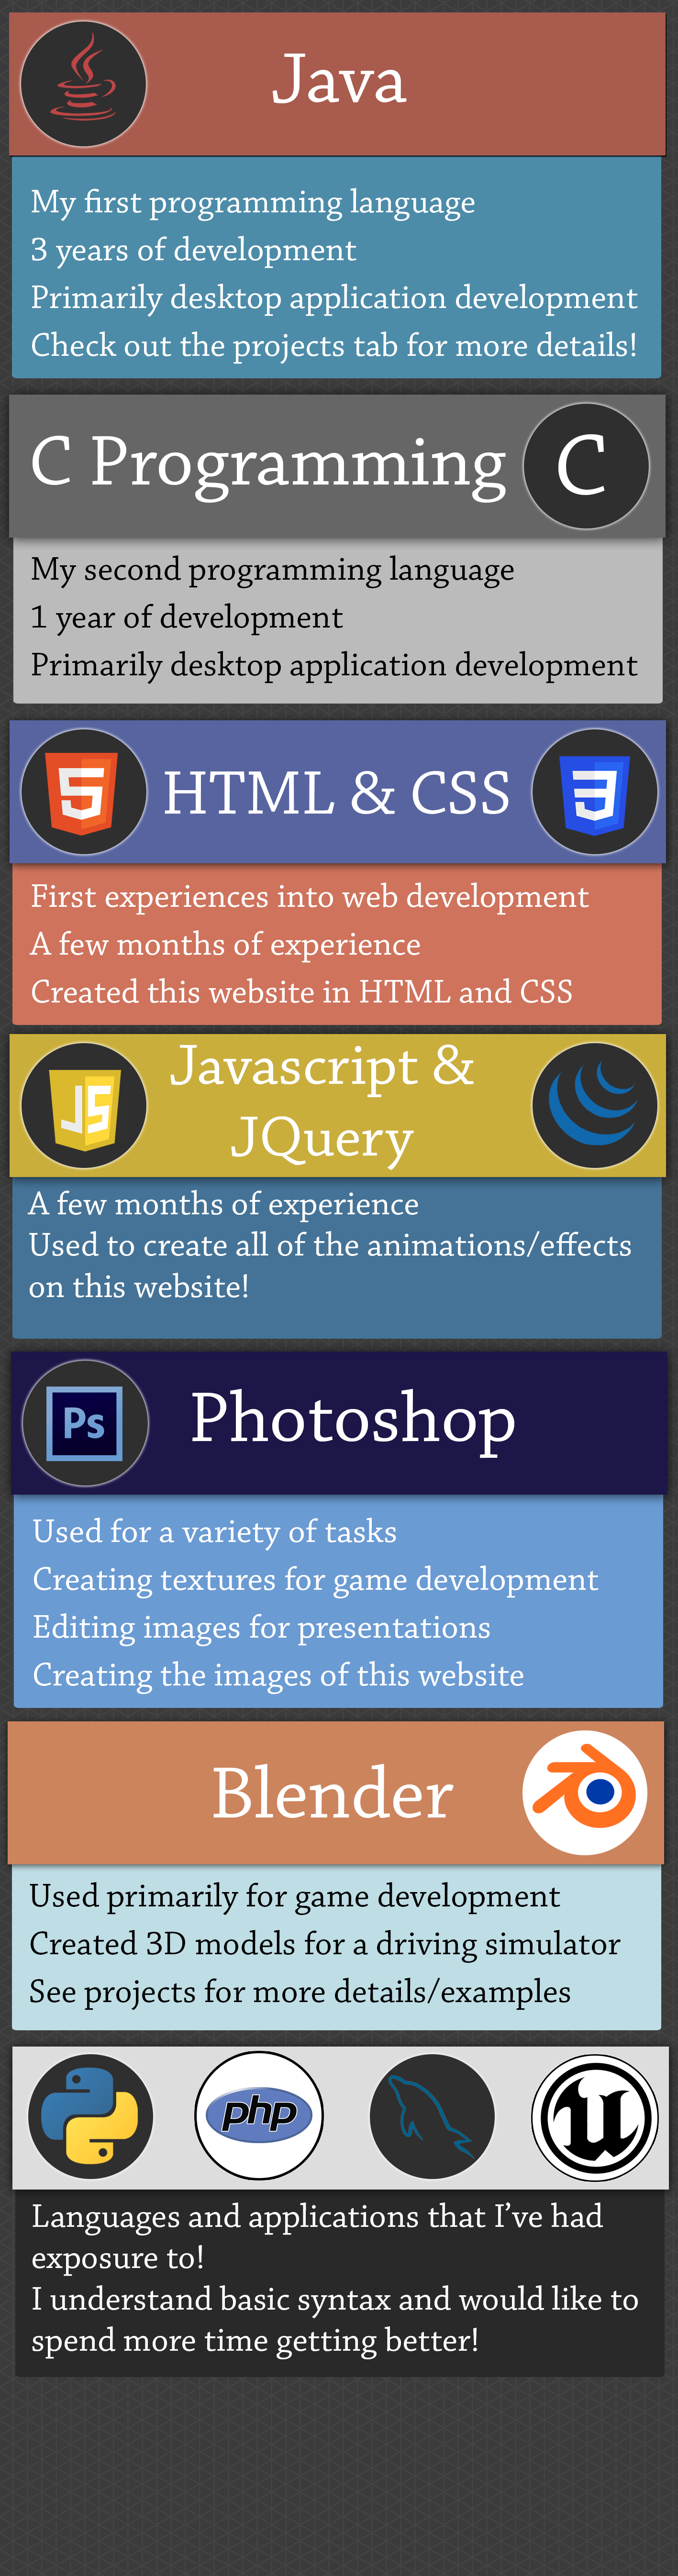 Java
My first programming language
3 years of development
Primarily desktop application development
Check out the projects tab for more details!
C Programming
C
My second programming language
1 year of development
Primarily desktop application development
5
HTML & CSS
3
First experiences into web development
A few months of experience
Created this website in HTML and CSS
JS
Javascript &
JQuery
A few months of experience
Used to create all of the animations/effects
on this website!
Ps
Photoshop
Used for a variety of tasks
Creating textures for game development
Editing images for presentations
Creating the images of this website
Blender
Used primarily for game development
Created 3D models for a driving simulator
See projects for more details/examples
php
u
Languages and applications that I’ve had
exposure to!
I understand basic syntax and would like to
spend more time getting better!